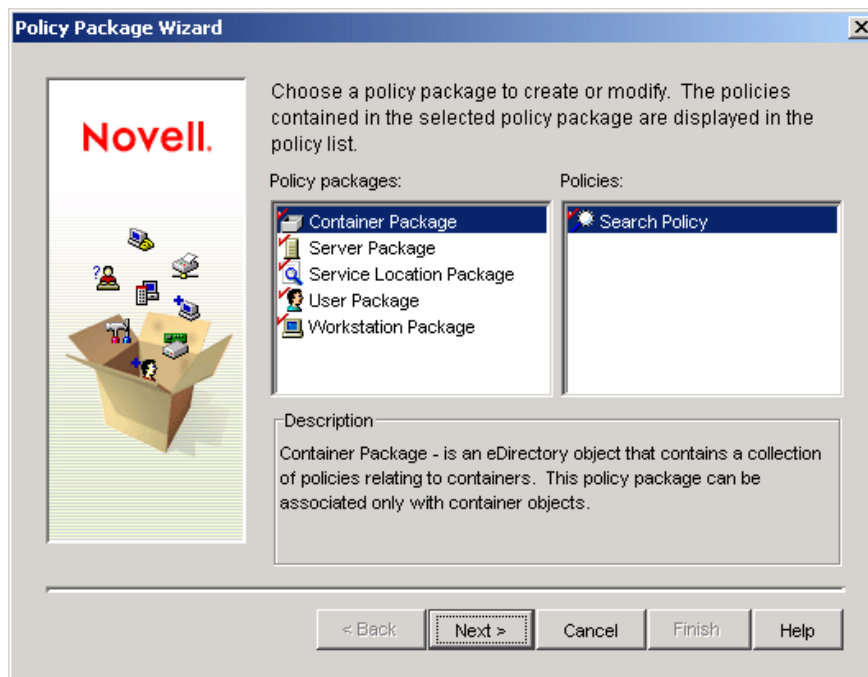 Policy Package Wizard
Novell.
Choose a policy package to create or modify. The policies
contained in the selected policy package are displayed in the
policy list.
Policy packages:
Policies:
Container Package
Server Package
Service Location Package
User Package
Workstation Package
Search Policy
Description
Container Package - is an eDirectory object that contains a collection
of policies relating to containers. This policy package can be
associated only with container objects.
< Back
Next >
Cancel
Finish
Help